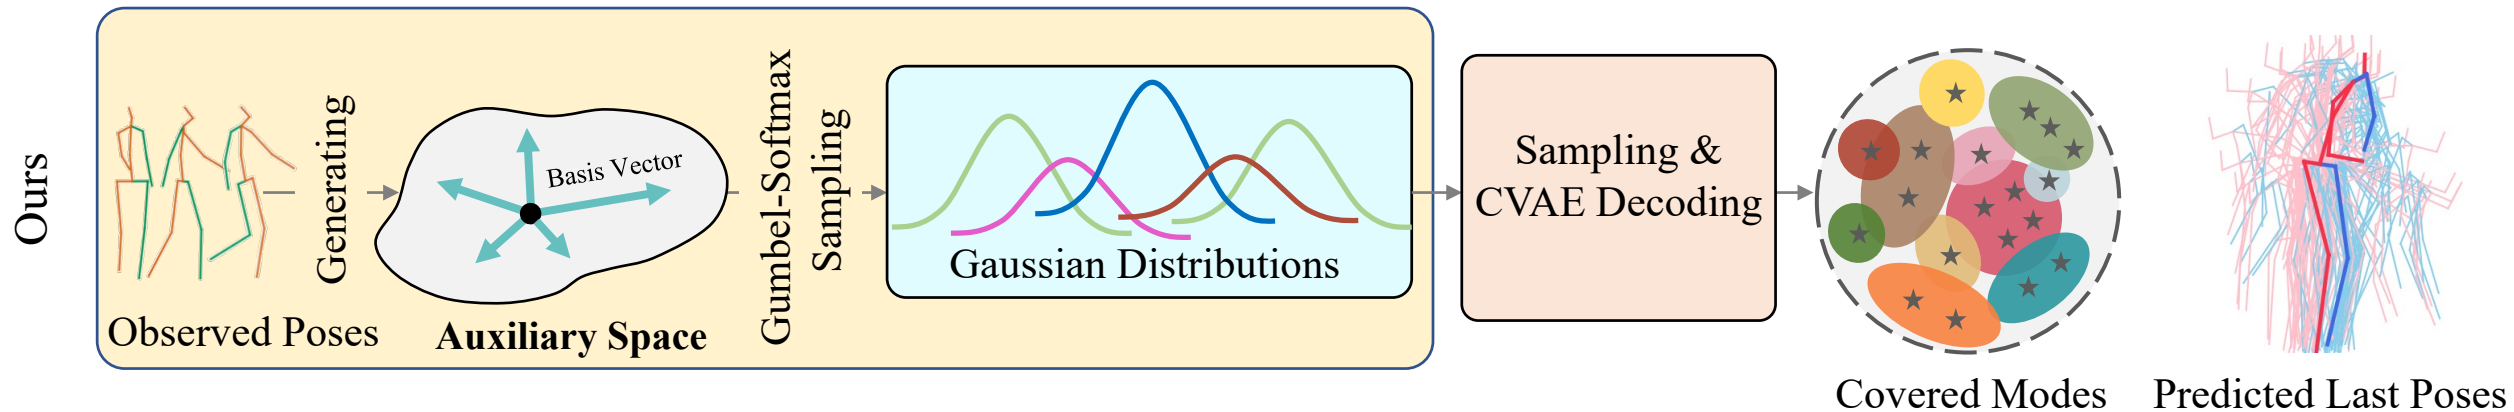 Ours
Observed Poses
Generating
Basis Vector
Auxiliary Space
Gumbel-Softmax
Sampling
Gaussian Distributions
Sampling &
CVAE Decoding
Covered Modes
Predicted Last Poses